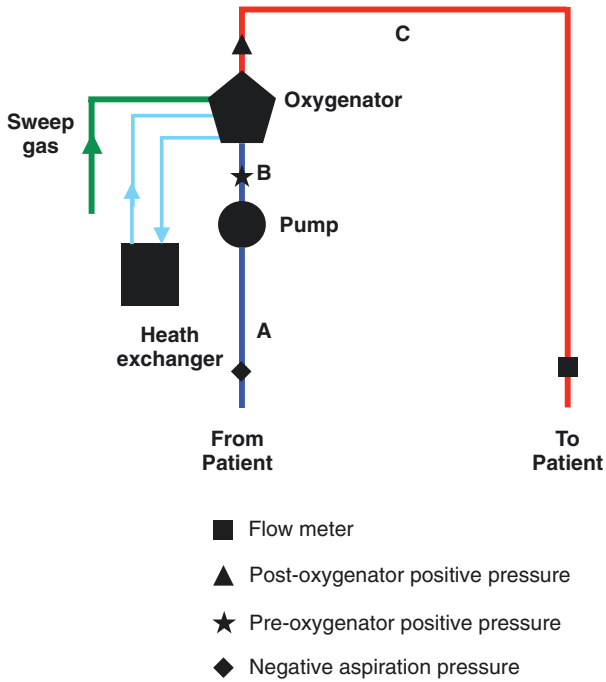 C
Oxygenator
Sweep
gas
B
Pump
A
Heath
exchanger
From
Patient
To
Patient
Flow meter
Post-oxygenator positive pressure
Pre-oxygenator positive pressure
Negative aspiration pressure